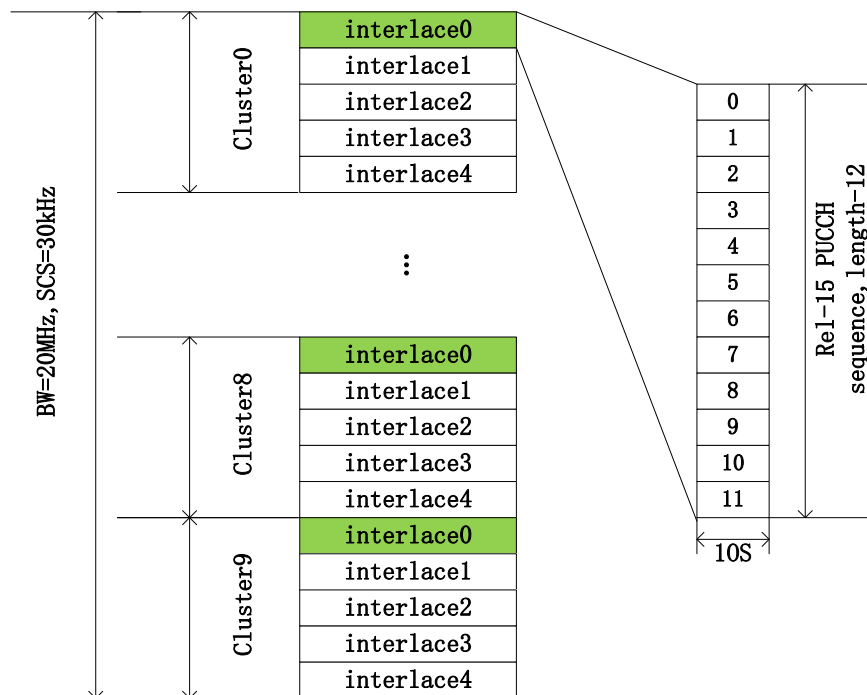 BW=20MHz,SCS=30kHz
Cluster0
interlace0
interlace1
interlace2
interlace3
interlace4
...
Cluster8
interlace0
interlace1
interlace2
interlace3
interlace4
Cluster9
interlace0
interlace1
interlace2
interlace3
interlace4
0
1
2
3
4
5
6
7
8
9
10
11
10S
Rel-15 PUCCH
sequence,length-12